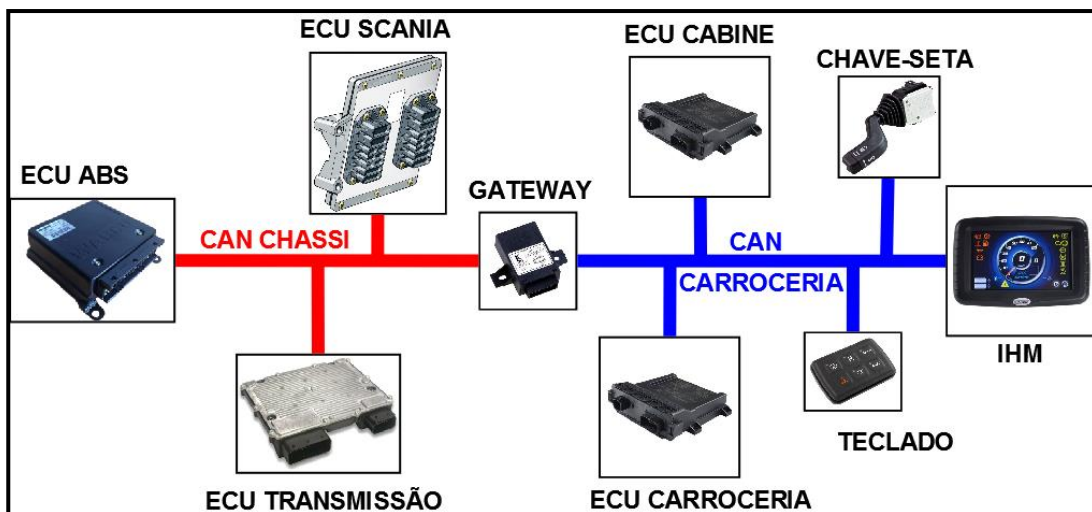 ECU SCANIA
ECU CABINE
CHAVE-SETA
ECU ABS
GATEWAY
CAN CHASSI
CAN
CARROCERIA
IHM
TECLADO
ECU TRANSMISSÃO
ECU CARROCERIA